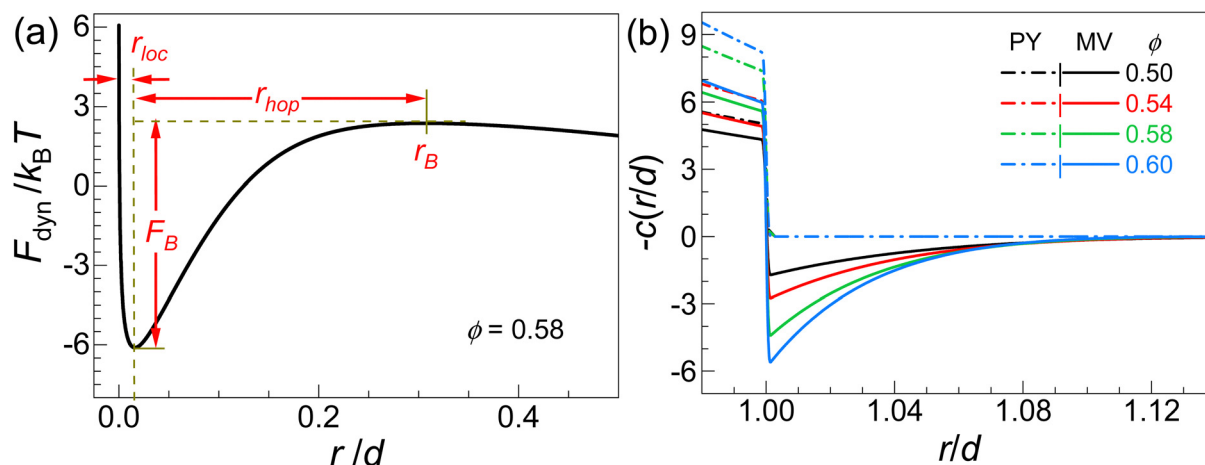 (a)
6
3
0
-3
-6
F_dyn /k_BT
r_loc
r_hop
r_B
F_B
ϕ = 0.58
0.0
0.2
0.4
r/d
(b)
9
6
3
0
-3
-6
-c(r/d)
PY MV ϕ
0.50
0.54
0.58
0.60
1.00
1.04
1.08
1.12
r/d